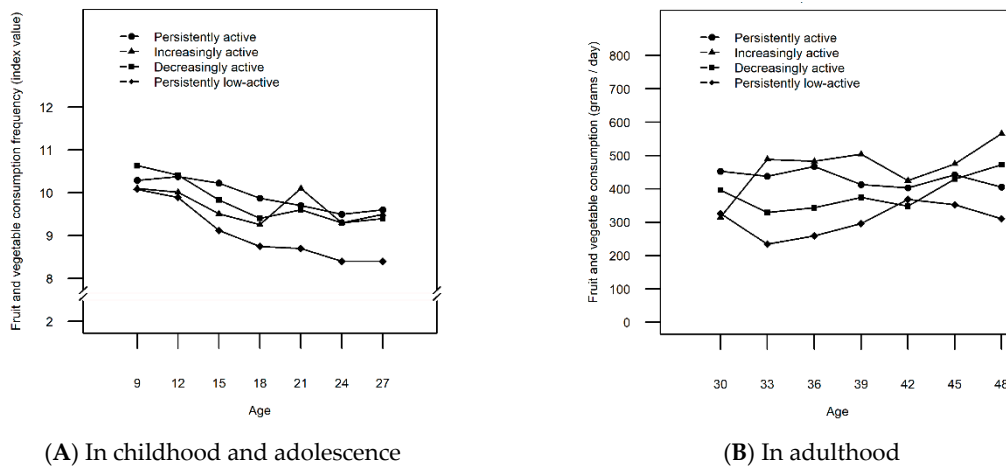 Persistently active
Increasingly active
Decreasingly active
Persistently low-active
Fruit and vegetable consumption frequency (index value)
12
11
10
9
8
2
9 12 15 18 21 24 27
Age
(A) In childhood and adolescence
Persistently active
Increasingly active
Decreasingly active
Persistently low-active
Fruit and vegetable consumption (grams / day)
800
700
600
500
400
300
200
100
0
30 33 36 39 42 45 48
Age
(B) In adulthood